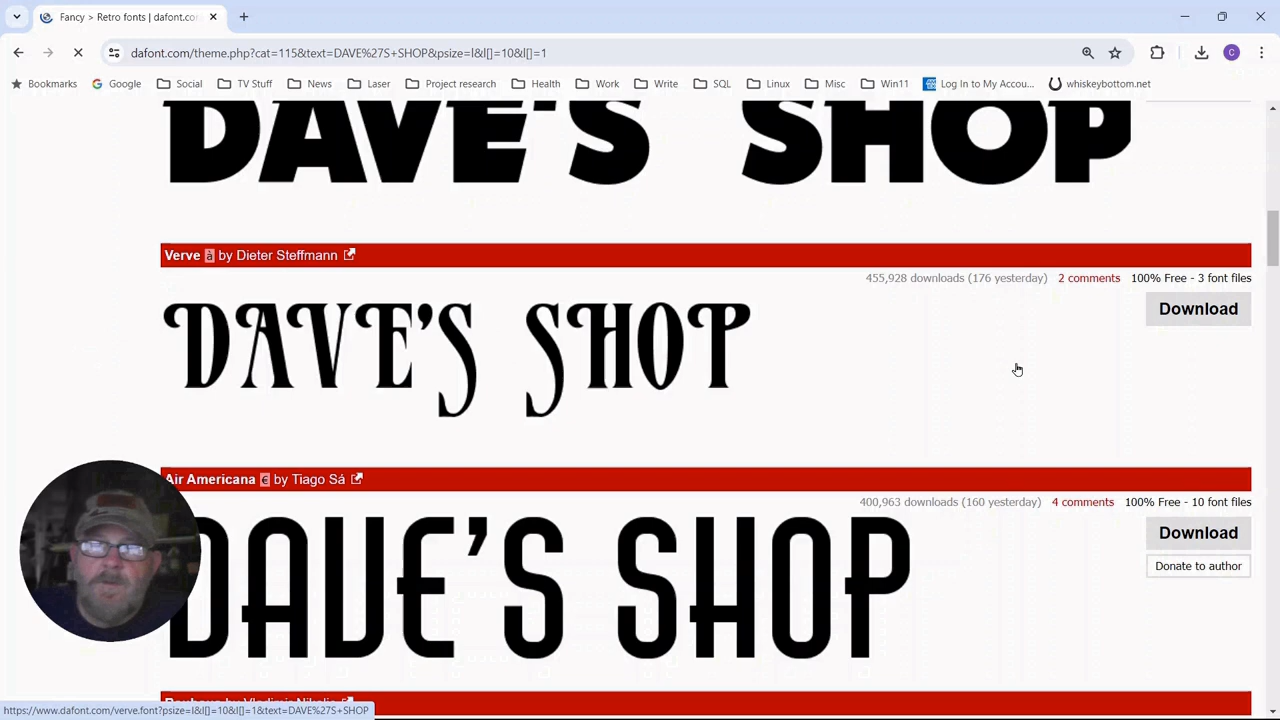 Fancy > Retro fonts | dafont.com
dafont.com/theme.php?cat=115&text=DAVE%27S+SHOP&psize=l&l[]=10&l[]=1
C
Bookmarks Google Social TV Stuff News Laser Project research Health Work Write SQL Linux Misc Win11 Log In to My Accou... whiskeybottom.net
DAVE'S SHOP
Verve à by Dieter Steffmann
455,928 downloads (176 yesterday) 2 comments 100% Free - 3 font files
Download
DAVE'S SHOP
Air Americana € by Tiago Sá
400,963 downloads (160 yesterday) 4 comments 100% Free - 10 font files
Download
Donate to author
DAVE'S SHOP
https://www.dafont.com/verve.font?psize=l&l[]=10&l[]=1&text=DAVE%27S+SHOP